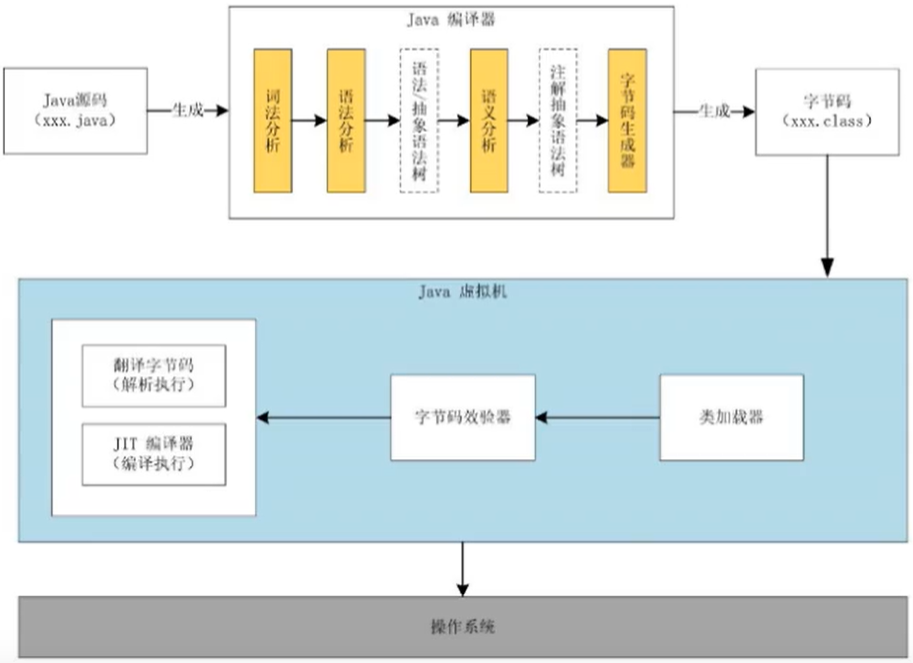 Java 编译器
Java源码
(xxx.java)
生成
词法分析
语法分析
语法/抽象语法树
语义分析
注解抽象语法树
字节码生成器
生成
字节码
(xxx.class)
Java 虚拟机
翻译字节码
(解析执行)
JIT 编译器
(编译执行)
字节码效验器
类加载器
操作系统